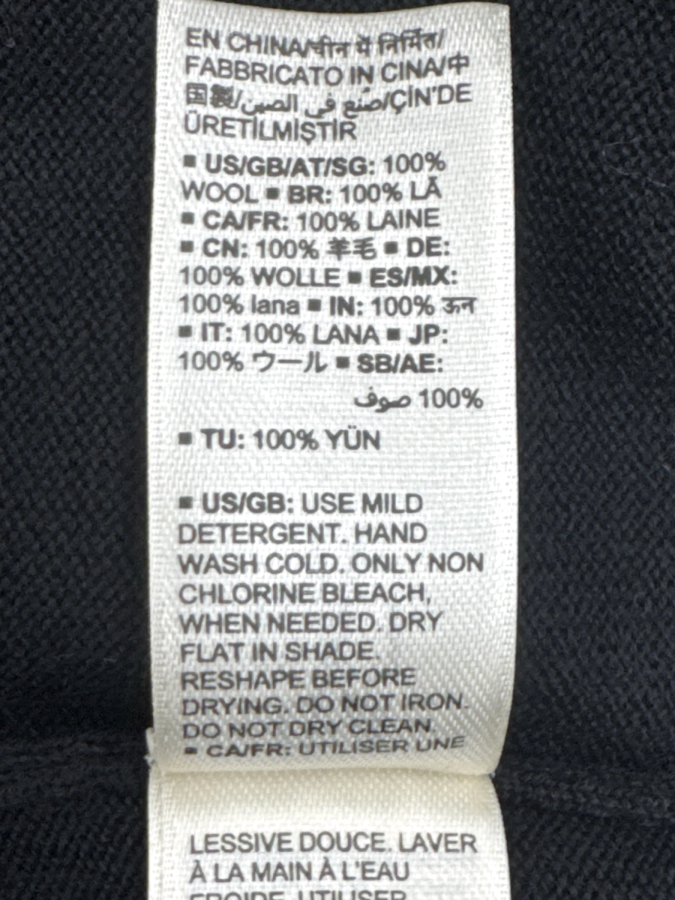 EN CHINA/चीन में निर्मित/
FABBRICATO IN CINA/中
国製/صُنع في الصين/ÇİN'DE
ÜRETİLMİŞTİR
▪ US/GB/AT/SG: 100%
WOOL ▪ BR: 100% LÃ
▪ CA/FR: 100% LAINE
▪ CN: 100% 羊毛 ▪ DE:
100% WOLLE ▪ ES/MX:
100% lana ▪ IN: 100% ऊन
▪ IT: 100% LANA ▪ JP:
100% ウール ▪ SB/AE:
100% صوف
▪ TU: 100% YÜN
▪ US/GB: USE MILD
DETERGENT. HAND
WASH COLD. ONLY NON
CHLORINE BLEACH,
WHEN NEEDED. DRY
FLAT IN SHADE.
RESHAPE BEFORE
DRYING. DO NOT IRON.
DO NOT DRY CLEAN.
▪ CA/FR: UTILISER UNE
LESSIVE DOUCE. LAVER
À LA MAIN À L'EAU
FROIDE. UTILISER